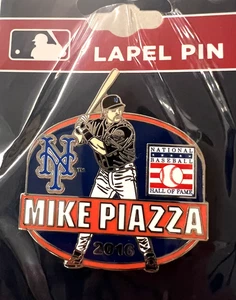 LAPEL PIN
NY
NATIONAL
BASEBALL
HALL OF FAME
MIKE PIAZZA
2016